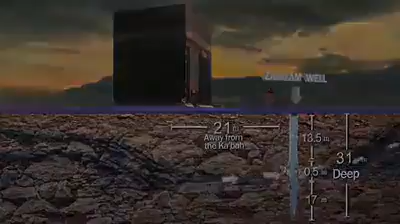 ZAMZAM WELL
21 m
Away from
the Ka'bah
13.5 m
0.5 m
17 m
31 m
Deep